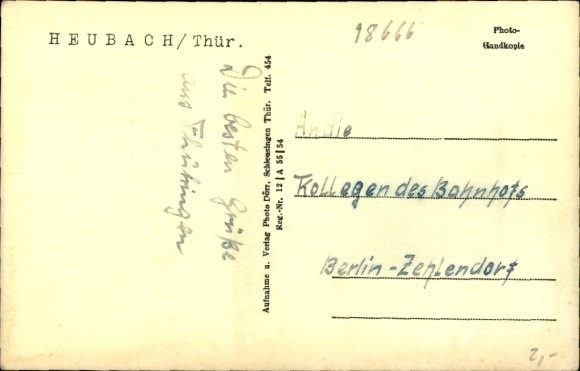 HEUBACH/Thür.
98666
Photo-
Handkopie
Die besten Grüße
aus Thüringen
Aufnahme u. Verlag Photo Dörr, Schleusingen Thür. Telf. 454
Reg.-Nr. 12 | A 55 | 54
An die
Kollegen des Bahnhofs
Berlin-Zehlendorf
2,-